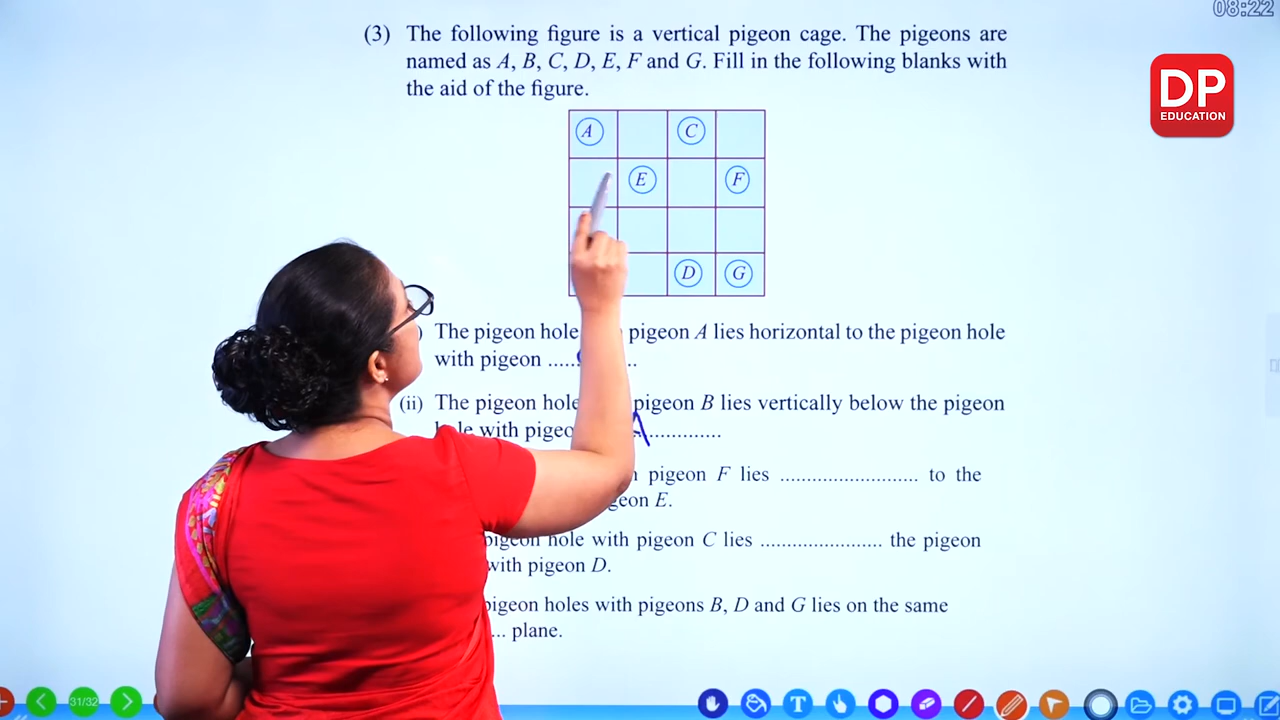 08:22
(3) The following figure is a vertical pigeon cage. The pigeons are
named as A, B, C, D, E, F and G. Fill in the following blanks with
the aid of the figure.
DP
EDUCATION
A C
E F
D G
The pigeon hole pigeon A lies horizontal to the pigeon hole
with pigeon ......
(ii) The pigeon hole pigeon B lies vertically below the pigeon
with A ..............
pigeon F lies .......................... to the
E.
hole with pigeon C lies ....................... the pigeon
with pigeon D.
pigeon holes with pigeons B, D and G lies on the same
... plane.
31/32
T